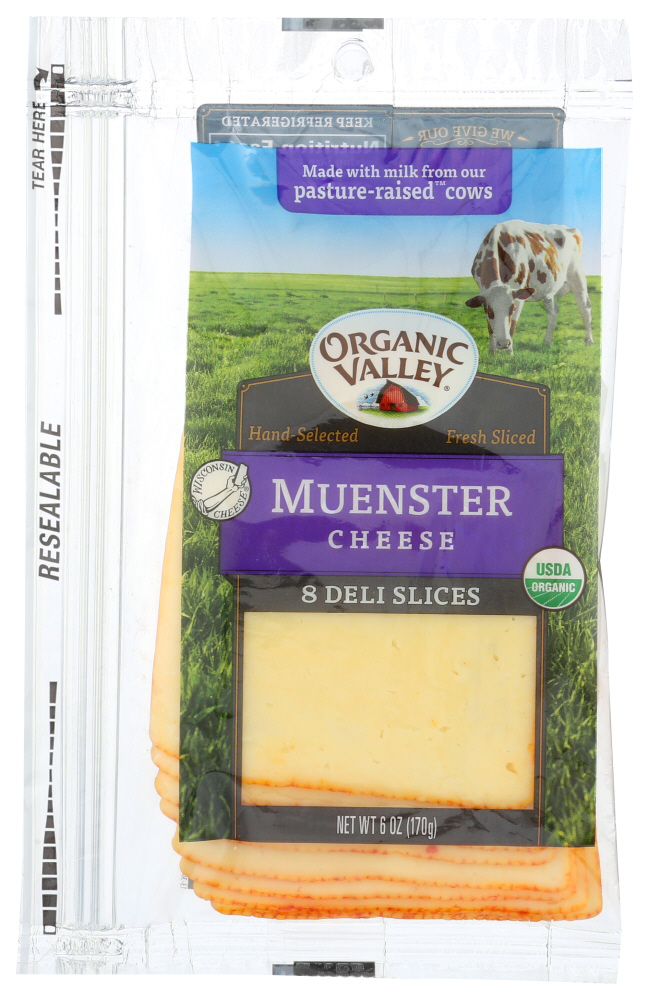 KEEP REFRIGERATED
WE GIVE OUR
Nutrition
TEAR HERE
Made with milk from our
pasture-raised™ cows
ORGANIC
VALLEY®
Hand-Selected
Fresh Sliced
WISCONSIN
CHEESE
MUENSTER
CHEESE
RESEALABLE
USDA
ORGANIC
8 DELI SLICES
NET WT 6 OZ (170g)